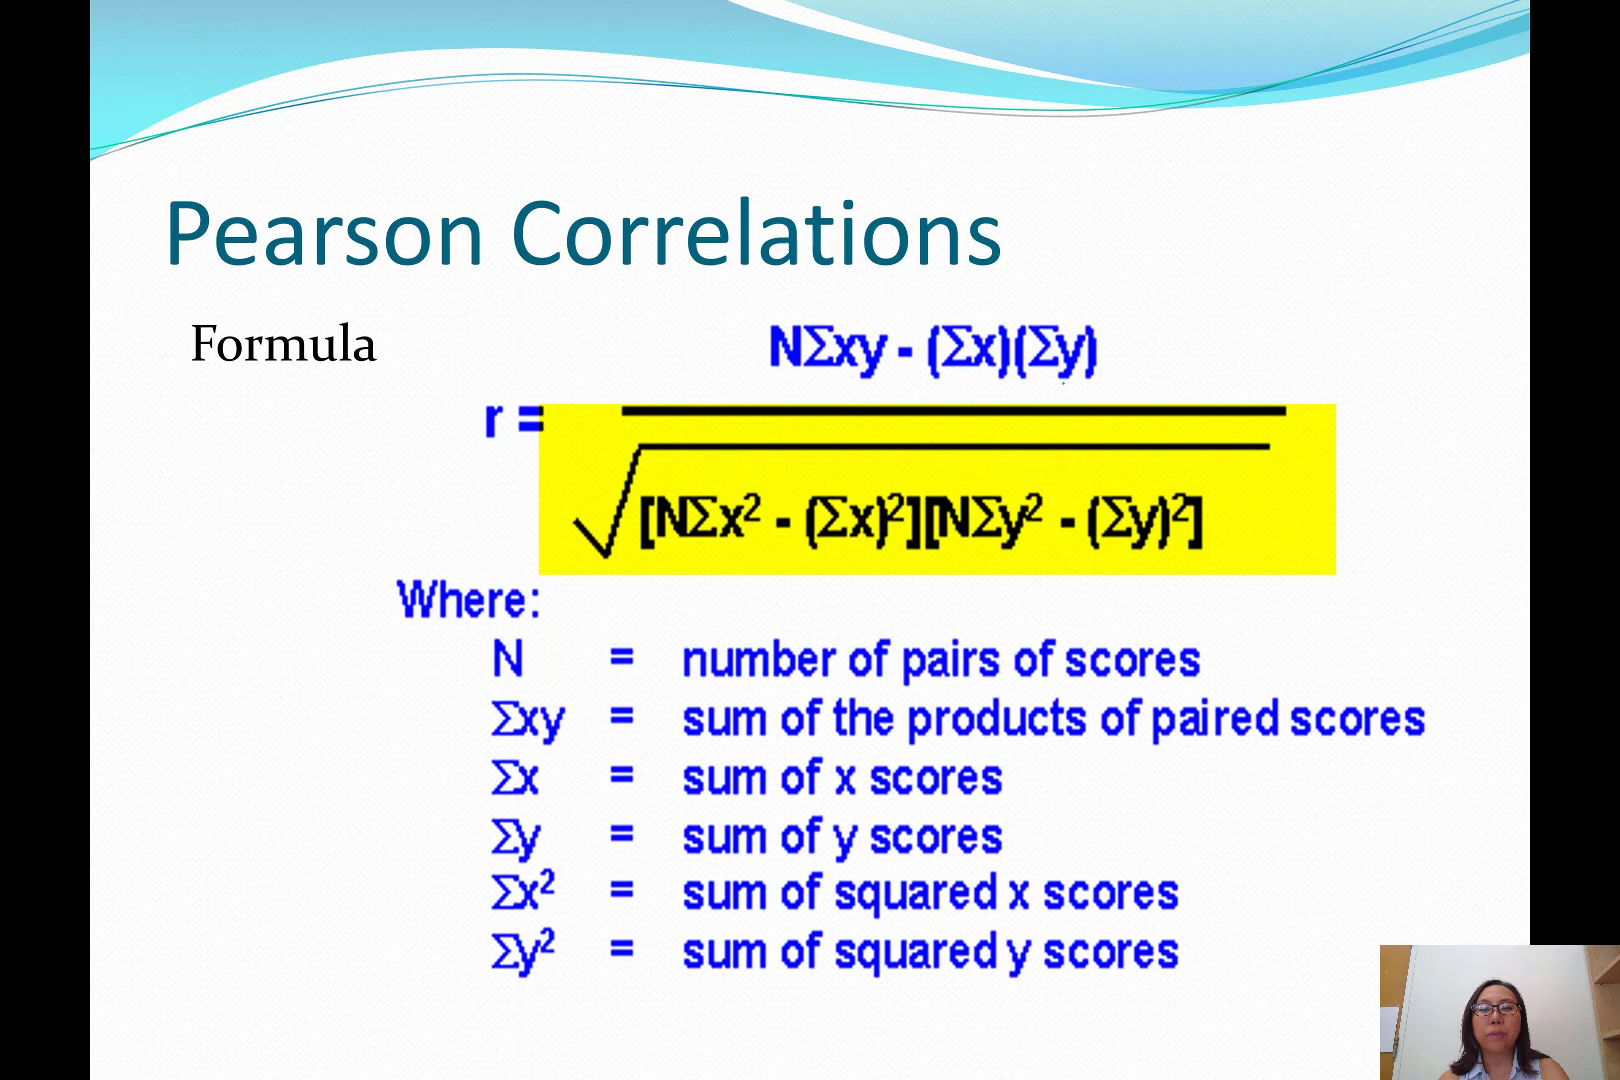 Pearson Correlations
Formula
NΣxy - (Σx)(Σy)
r =
√[NΣx² - (Σx)²][NΣy² - (Σy)²]
Where:
N = number of pairs of scores
Σxy = sum of the products of paired scores
Σx = sum of x scores
Σy = sum of y scores
Σx² = sum of squared x scores
Σy² = sum of squared y scores